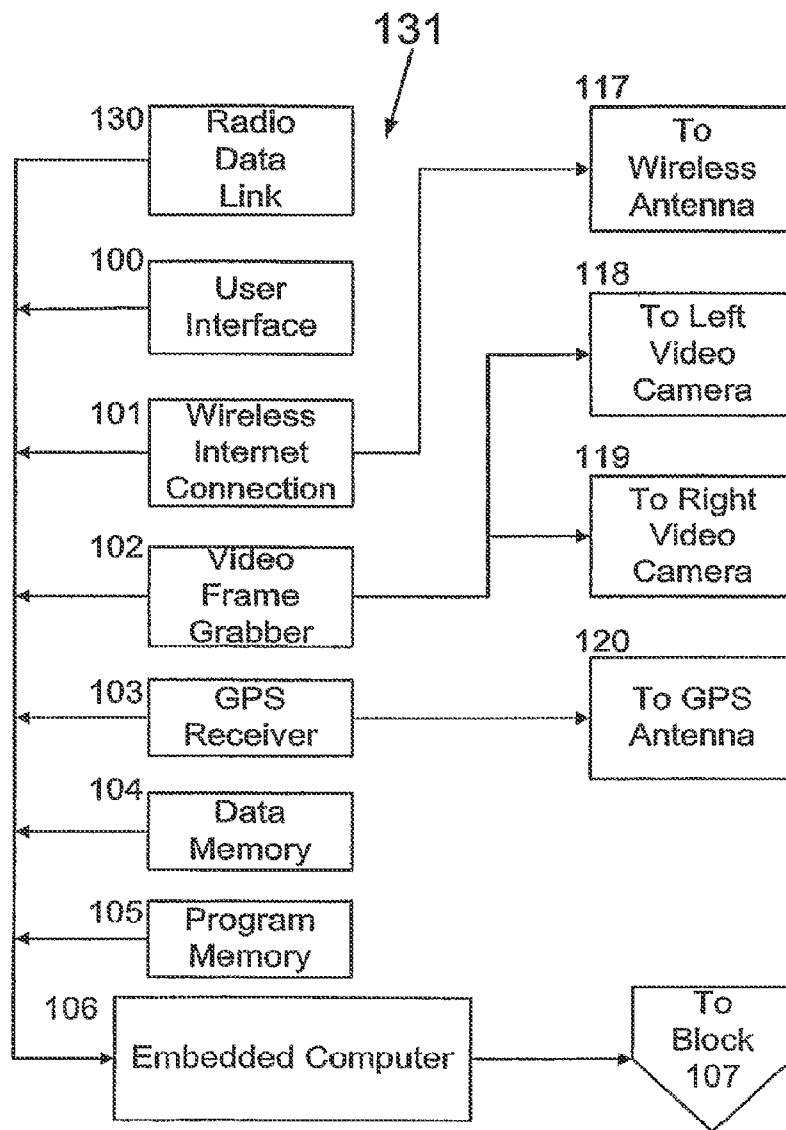 131
130
Radio
Data
Link
117
To
Wireless
Antenna
100
User
Interface
118
To Left
Video
Camera
101
Wireless
Internet
Connection
119
To Right
Video
Camera
102
Video
Frame
Grabber
120
To GPS
Antenna
103
GPS
Receiver
104
Data
Memory
105
Program
Memory
106
Embedded Computer
To
Block
107